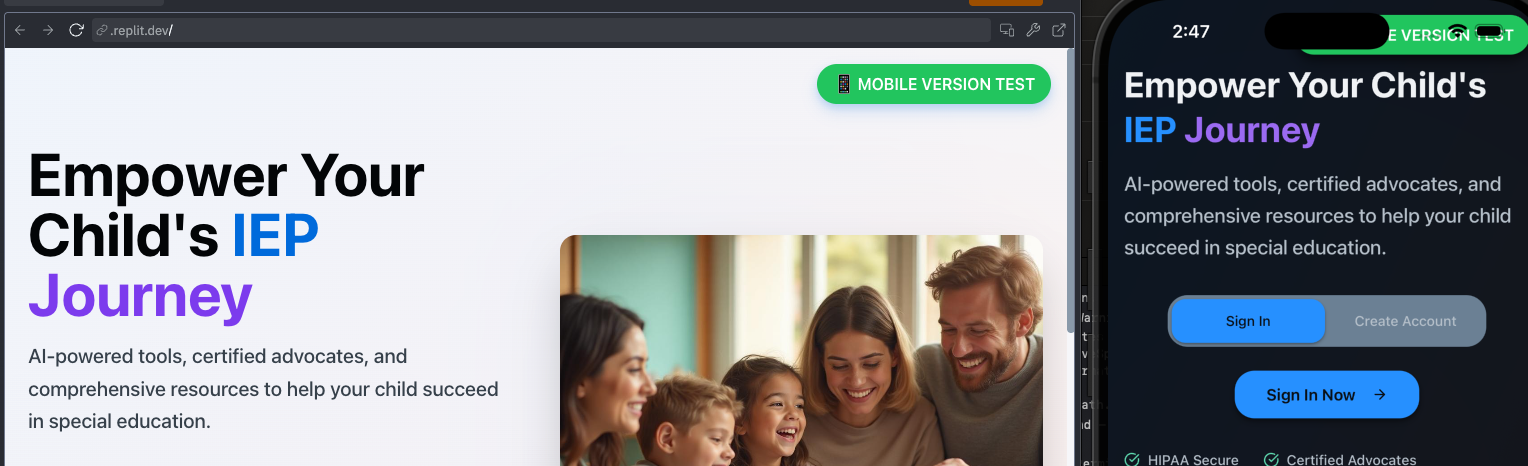 .replit.dev/
MOBILE VERSION TEST
Empower Your
Child's IEP
Journey
AI-powered tools, certified advocates, and
comprehensive resources to help your child succeed
in special education.
2:47
E VERSION TEST
Empower Your Child's
IEP Journey
AI-powered tools, certified advocates, and
comprehensive resources to help your child
succeed in special education.
Sign In
Create Account
Sign In Now
HIPAA Secure
Certified Advocates